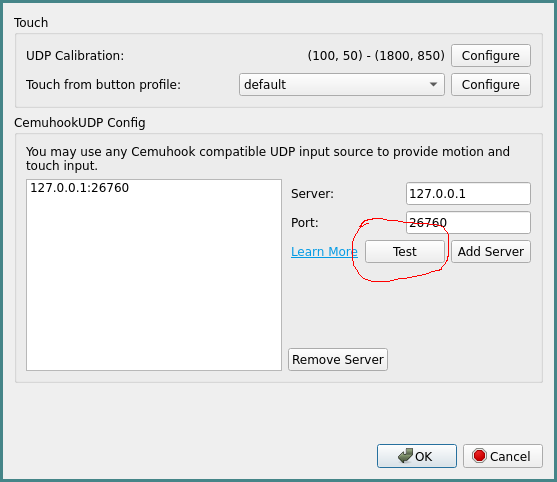 Touch
UDP Calibration: (100, 50) - (1800, 850) Configure
Touch from button profile: default Configure
CemuhookUDP Config
You may use any Cemuhook compatible UDP input source to provide motion and
touch input.
127.0.0.1:26760
Server: 127.0.0.1
Port: 26760
Learn More Test Add Server
Remove Server
OK Cancel